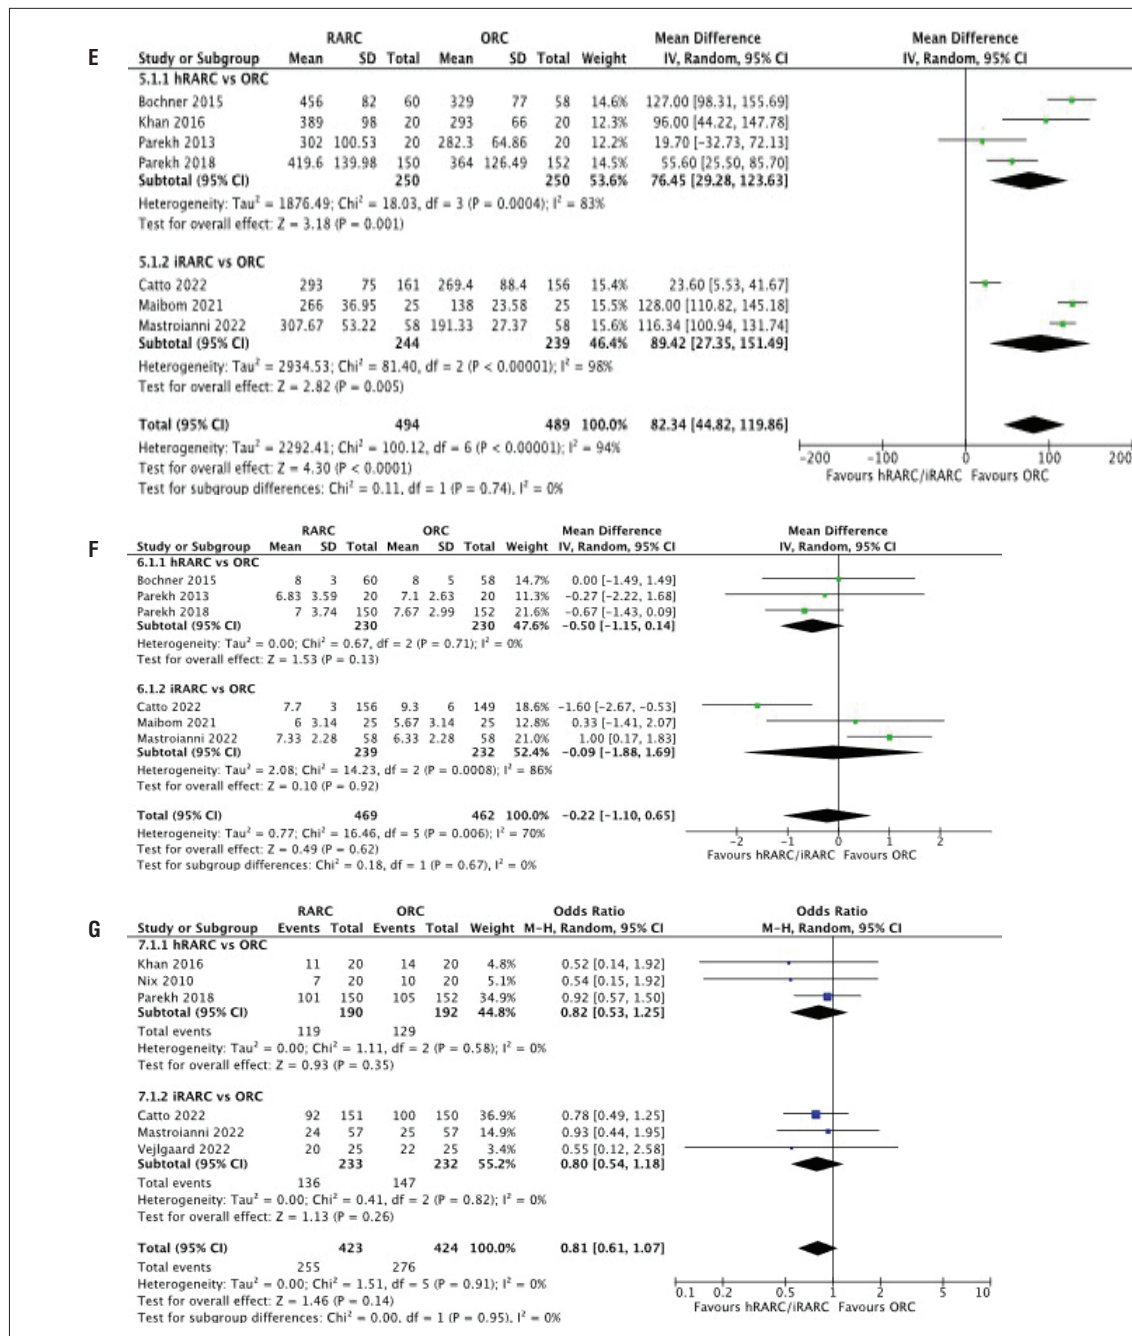 E
RARC ORC Mean Difference Mean Difference
Study or Subgroup Mean SD Total Mean SD Total Weight IV, Random, 95% CI IV, Random, 95% CI
5.1.1 hRARC vs ORC
Bochner 2015 456 82 60 329 77 58 14.6% 127.00 [98.31, 155.69]
Khan 2016 389 98 20 293 66 20 12.3% 96.00 [44.22, 147.78]
Parekh 2013 302 100.53 20 282.3 64.86 20 12.2% 19.70 [-32.73, 72.13]
Parekh 2018 419.6 139.98 150 364 126.49 152 14.5% 55.60 [25.50, 85.70]
Subtotal (95% CI) 250 250 53.6% 76.45 [29.28, 123.63]
Heterogeneity: Tau² = 1876.49; Chi² = 18.03, df = 3 (P = 0.0004); I² = 83%
Test for overall effect: Z = 3.18 (P = 0.001)
5.1.2 iRARC vs ORC
Catto 2022 293 75 161 269.4 88.4 156 15.4% 23.60 [5.53, 41.67]
Maibom 2021 266 36.95 25 138 23.58 25 15.5% 128.00 [110.82, 145.18]
Mastroianni 2022 307.67 53.22 58 191.33 27.37 58 15.6% 116.34 [100.94, 131.74]
Subtotal (95% CI) 244 239 46.4% 89.42 [27.35, 151.49]
Heterogeneity: Tau² = 2934.53; Chi² = 81.40, df = 2 (P < 0.00001); I² = 98%
Test for overall effect: Z = 2.82 (P = 0.005)
Total (95% CI) 494 489 100.0% 82.34 [44.82, 119.86]
Heterogeneity: Tau² = 2292.41; Chi² = 100.12, df = 6 (P < 0.00001); I² = 94%
Test for overall effect: Z = 4.30 (P < 0.0001)
Test for subgroup differences: Chi² = 0.11, df = 1 (P = 0.74), I² = 0%
-200 -100 0 100 200
Favours hRARC/iRARC Favours ORC
F
RARC ORC Mean Difference Mean Difference
Study or Subgroup Mean SD Total Mean SD Total Weight IV, Random, 95% CI IV, Random, 95% CI
6.1.1 hRARC vs ORC
Bochner 2015 8 3 60 8 5 58 14.7% 0.00 [-1.49, 1.49]
Parekh 2013 6.83 3.59 20 7.1 2.63 20 11.3% -0.27 [-2.22, 1.68]
Parekh 2018 7 3.74 150 7.67 2.99 152 21.6% -0.67 [-1.43, 0.09]
Subtotal (95% CI) 230 230 47.6% -0.50 [-1.15, 0.14]
Heterogeneity: Tau² = 0.00; Chi² = 0.67, df = 2 (P = 0.71); I² = 0%
Test for overall effect: Z = 1.53 (P = 0.13)
6.1.2 iRARC vs ORC
Catto 2022 7.7 3 156 9.3 6 149 18.6% -1.60 [-2.67, -0.53]
Maibom 2021 6 3.14 25 5.67 3.14 25 12.8% 0.33 [-1.41, 2.07]
Mastroianni 2022 7.33 2.28 58 6.33 2.28 58 21.0% 1.00 [0.17, 1.83]
Subtotal (95% CI) 239 232 52.4% -0.09 [-1.88, 1.69]
Heterogeneity: Tau² = 2.08; Chi² = 14.23, df = 2 (P = 0.0008); I² = 86%
Test for overall effect: Z = 0.10 (P = 0.92)
Total (95% CI) 469 462 100.0% -0.22 [-1.10, 0.65]
Heterogeneity: Tau² = 0.77; Chi² = 16.46, df = 5 (P = 0.006); I² = 70%
Test for overall effect: Z = 0.49 (P = 0.62)
Test for subgroup differences: Chi² = 0.18, df = 1 (P = 0.67), I² = 0%
-2 -1 0 1 2
Favours hRARC/iRARC Favours ORC
G
RARC ORC Odds Ratio Odds Ratio
Study or Subgroup Events Total Events Total Weight M-H, Random, 95% CI M-H, Random, 95% CI
7.1.1 hRARC vs ORC
Khan 2016 11 20 14 20 4.8% 0.52 [0.14, 1.92]
Nix 2010 7 20 10 20 5.1% 0.54 [0.15, 1.92]
Parekh 2018 101 150 105 152 34.9% 0.92 [0.57, 1.50]
Subtotal (95% CI) 190 192 44.8% 0.82 [0.53, 1.25]
Total events 119 129
Heterogeneity: Tau² = 0.00; Chi² = 1.11, df = 2 (P = 0.58); I² = 0%
Test for overall effect: Z = 0.93 (P = 0.35)
7.1.2 iRARC vs ORC
Catto 2022 92 151 100 150 36.9% 0.78 [0.49, 1.25]
Mastroianni 2022 24 57 25 57 14.9% 0.93 [0.44, 1.95]
Vejlgaard 2022 20 25 22 25 3.4% 0.55 [0.12, 2.58]
Subtotal (95% CI) 233 232 55.2% 0.80 [0.54, 1.18]
Total events 136 147
Heterogeneity: Tau² = 0.00; Chi² = 0.41, df = 2 (P = 0.82); I² = 0%
Test for overall effect: Z = 1.13 (P = 0.26)
Total (95% CI) 423 424 100.0% 0.81 [0.61, 1.07]
Total events 255 276
Heterogeneity: Tau² = 0.00; Chi² = 1.51, df = 5 (P = 0.91); I² = 0%
Test for overall effect: Z = 1.46 (P = 0.14)
Test for subgroup differences: Chi² = 0.00, df = 1 (P = 0.95), I² = 0%
0.1 0.2 0.5 1 2 5 10
Favours hRARC/iRARC Favours ORC